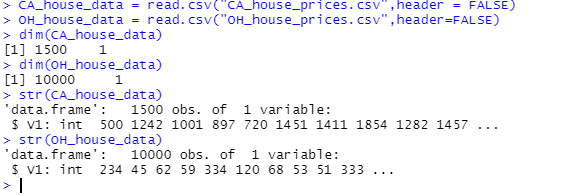 > CA_house_data = read.csv("CA_house_prices.csv",header = FALSE)
> OH_house_data = read.csv("OH_house_prices.csv",header=FALSE)
> dim(CA_house_data)
[1] 1500    1
> dim(OH_house_data)
[1] 10000     1
> str(CA_house_data)
'data.frame':   1500 obs. of  1 variable:
 $ V1: int  500 1242 1001 897 720 1451 1411 1854 1282 1457 ...
> str(OH_house_data)
'data.frame':   10000 obs. of  1 variable:
 $ V1: int  234 45 62 59 334 120 68 53 51 333 ...
>